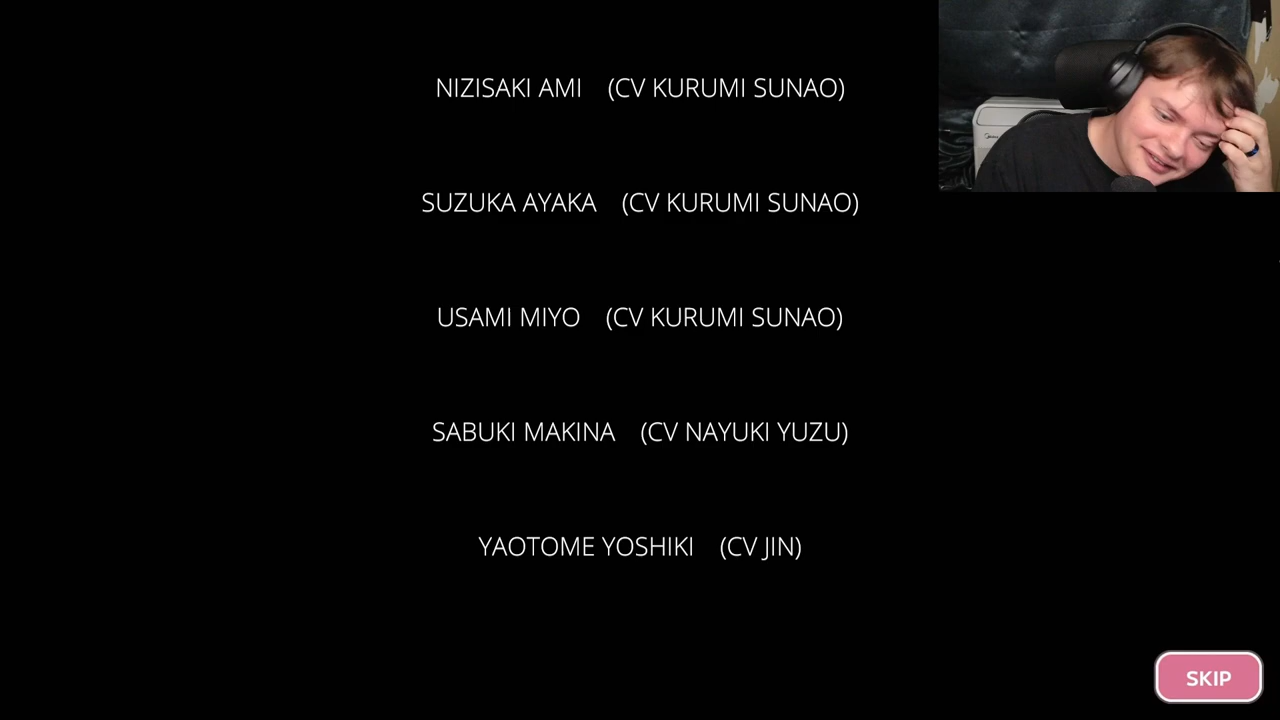 NIZISAKI AMI (CV KURUMI SUNAO)
SUZUKA AYAKA (CV KURUMI SUNAO)
USAMI MIYO (CV KURUMI SUNAO)
SABUKI MAKINA (CV NAYUKI YUZU)
YAOTOME YOSHIKI (CV JIN)
SKIP